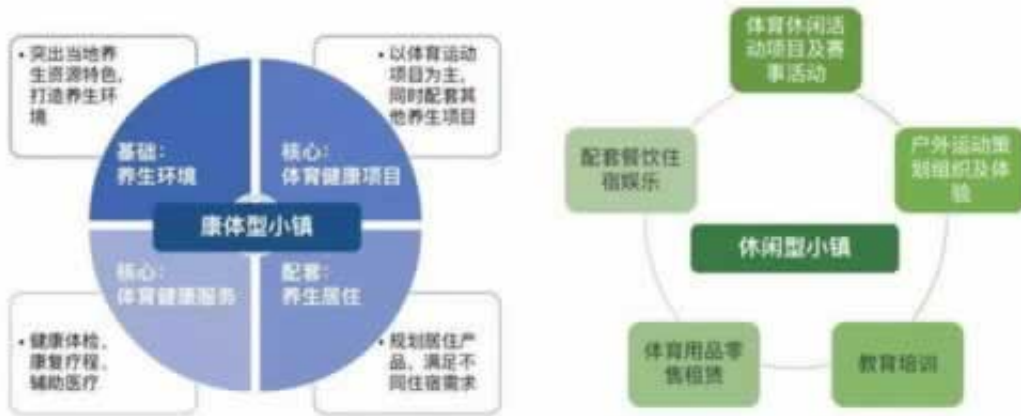 • 突出当地养
生资源特色,
打造养生环
境
• 以体育运动
项目为主,
同时配套其
他养生项目
基础:
养生环境
核心:
体育健康项目
康体型小镇
核心:
体育健康服务
配套:
养生居住
• 健康体检、
康复疗程、
辅助医疗
• 规划居住产
品、满足不
同住宿需求
体育休闲活
动项目及赛
事活动
配套餐饮住
宿娱乐
户外运动策
划组织及体
验
休闲型小镇
体育用品零
售租赁
教育培训